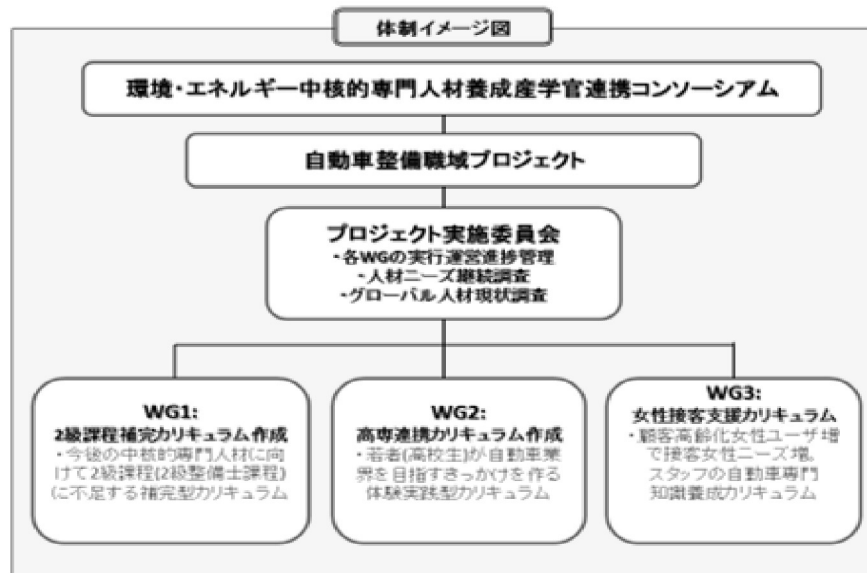 体制イメージ図
環境・エネルギー中核的専門人材養成産学官連携コンソーシアム
自動車整備職域プロジェクト
プロジェクト実施委員会
・各WGの実行運営進捗管理
・人材ニーズ継続調査
・グローバル人材現状調査
WG1:
2級課程補完カリキュラム作成
・今後の中核的専門人材に向
けて2級課程(2級整備士課程)
に不足する補完型カリキュラム
WG2:
高専連携カリキュラム作成
・若者(高校生)が自動車業
界を目指すきっかけを作る
体験実践型カリキュラム
WG3:
女性接客支援カリキュラム
・顧客高齢化女性ユーザ増
で接客女性ニーズ増。
スタッフの自動車専門
知識養成カリキュラム